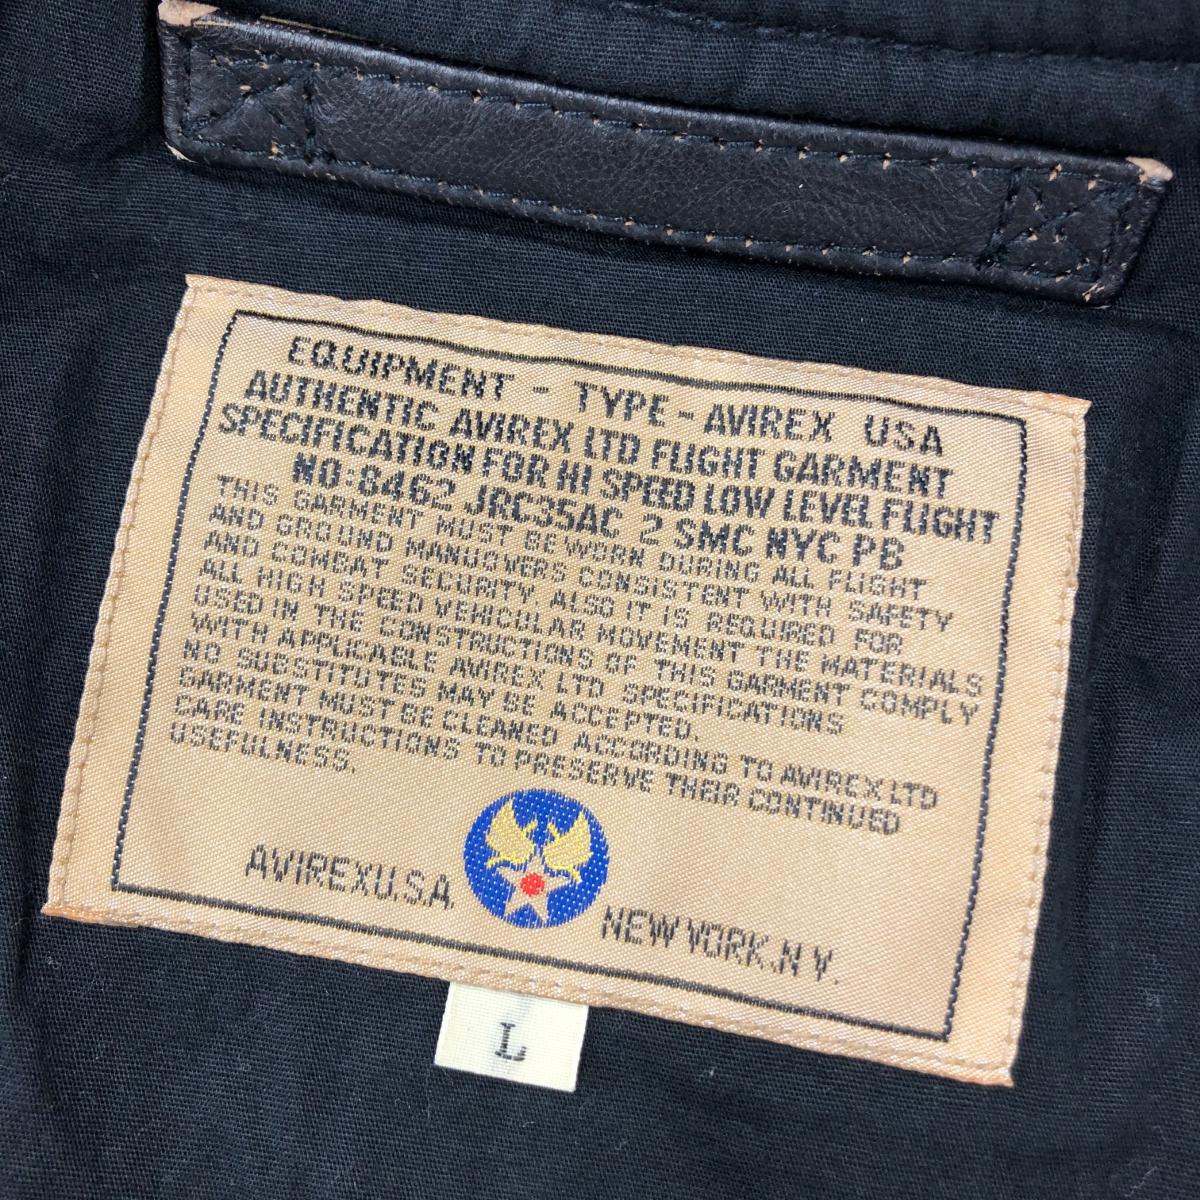 EQUIPMENT - TYPE - AVIREX USA
AUTHENTIC AVIREX LTD FLIGHT GARMENT
SPECIFICATION FOR HI SPEED LOW LEVEL FLIGHT
NO:8462 JRC35AC 2 SMC NYC PB
THIS GARMENT MUST BE WORN DURING ALL FLIGHT
AND GROUND MANUOVERS CONSISTENT WITH SAFETY
AND COMBAT SECURITY. ALSO IT IS REQUIRED FOR
ALL HIGH SPEED VEHICULAR MOVEMENT THE MATERIALS
USED IN THE CONSTRUCTIONS OF THIS GARMENT COMPLY
WITH APPLICABLE AVIREX LTD SPECIFICATIONS
NO SUBSTITUTES MAY BE ACCEPTED.
GARMENT MUST BE CLEANED ACCORDING TO AVIREX LTD
CARE INSTRUCTIONS TO PRESERVE THEIR CONTINUED
USEFULNESS.
AVIREX U.S.A.
NEW YORK.N Y.
L